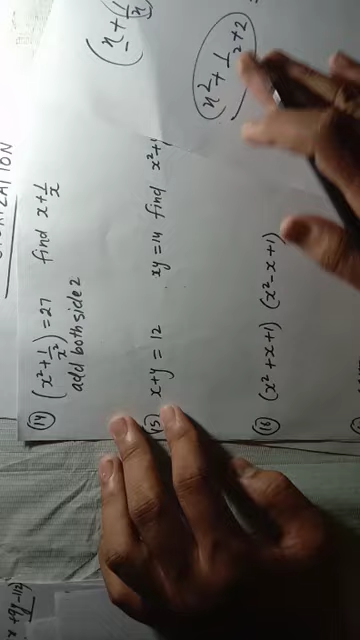 (x + 1/x)
(x² + 1/x² + 2)
⑭ (x² + 1/x²) = 27 find x + 1/x
add both side 2
⑮ x + y = 12 xy = 14 find x² +
⑯ (x² + x + 1) (x² - x + 1)